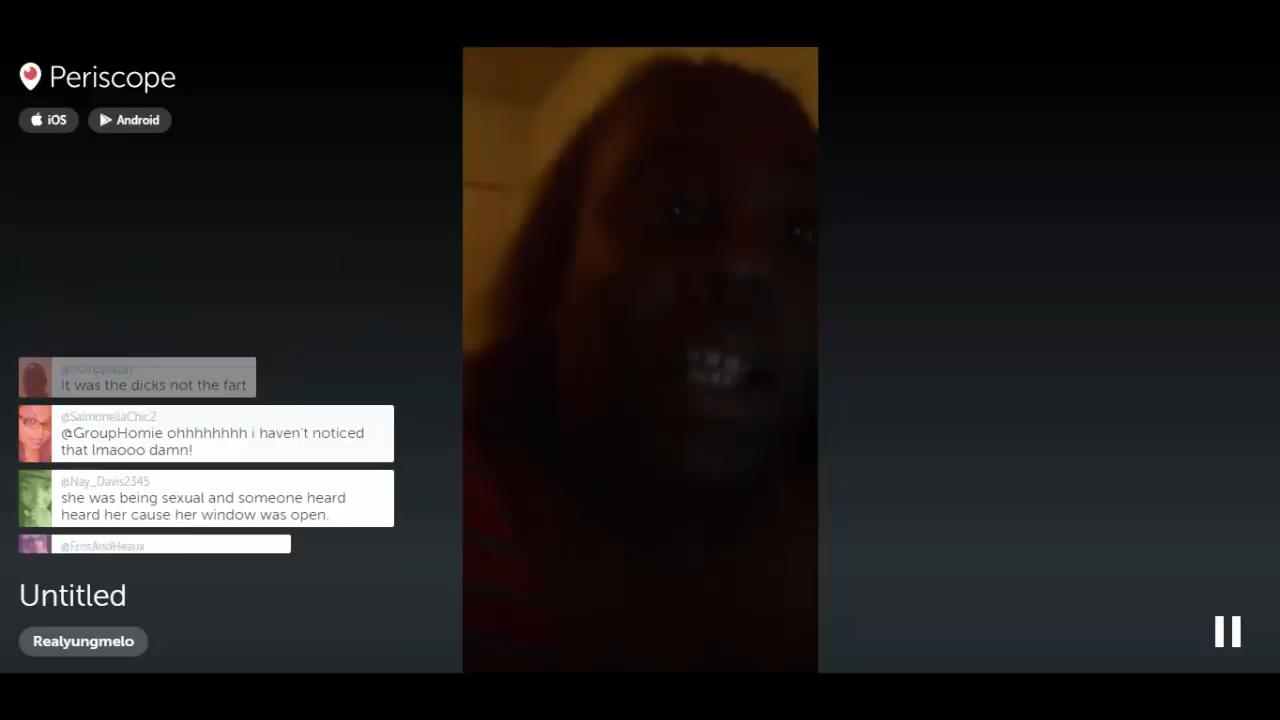 Periscope
iOS
Android
It was the dicks not the fart
@SalmonellaChic2
@GroupHomie ohhhhhhhh i haven't noticed
that lmaooo damn!
@Nay_Davis2345
she was being sexual and someone heard
heard her cause her window was open.
@FursAndHeaux
Untitled
Realyungmelo